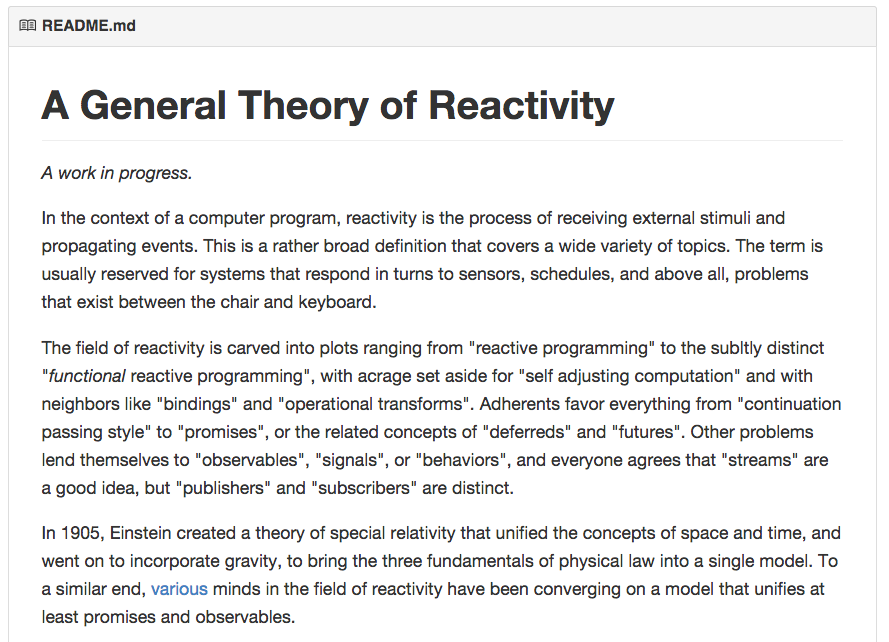 README.md
A General Theory of Reactivity
A work in progress.
In the context of a computer program, reactivity is the process of receiving external stimuli and
propagating events. This is a rather broad definition that covers a wide variety of topics. The term is
usually reserved for systems that respond in turns to sensors, schedules, and above all, problems
that exist between the chair and keyboard.
The field of reactivity is carved into plots ranging from "reactive programming" to the subltly distinct
"functional reactive programming", with acrage set aside for "self adjusting computation" and with
neighbors like "bindings" and "operational transforms". Adherents favor everything from "continuation
passing style" to "promises", or the related concepts of "deferreds" and "futures". Other problems
lend themselves to "observables", "signals", or "behaviors", and everyone agrees that "streams" are
a good idea, but "publishers" and "subscribers" are distinct.
In 1905, Einstein created a theory of special relativity that unified the concepts of space and time, and
went on to incorporate gravity, to bring the three fundamentals of physical law into a single model. To
a similar end, various minds in the field of reactivity have been converging on a model that unifies at
least promises and observables.